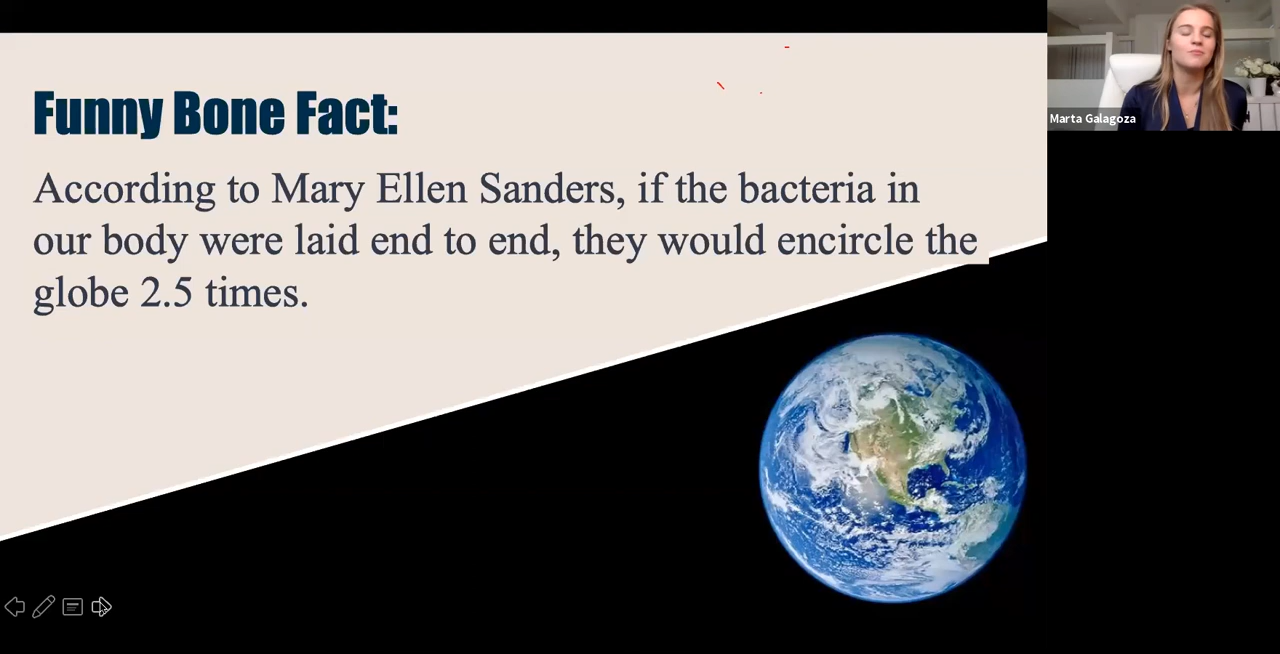 Funny Bone Fact:
According to Mary Ellen Sanders, if the bacteria in
our body were laid end to end, they would encircle the
globe 2.5 times.
Marta Galagoza